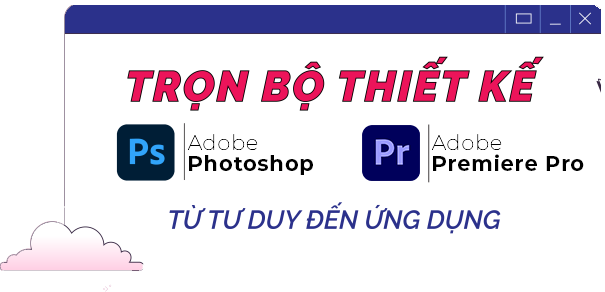 TRỌN BỘ THIẾT KẾ
Ps Adobe Photoshop
Pr Adobe Premiere Pro
TỪ TƯ DUY ĐẾN ỨNG DỤNG